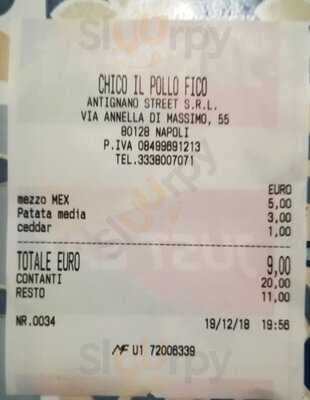 CHICO IL POLLO FICO
ANTIGNANO STREET S.R.L.
VIA ANNELLA DI MASSIMO, 55
80128 NAPOLI
P.IVA 08499691213
TEL.3338007071
EURO
mezzo MEX 5,00
Patata media 3,00
ceddar 1,00
TOTALE EURO 9,00
CONTANTI 20,00
RESTO 11,00
NR.0034 19/12/18 19:56
MF U1 72006339
Sluurpy